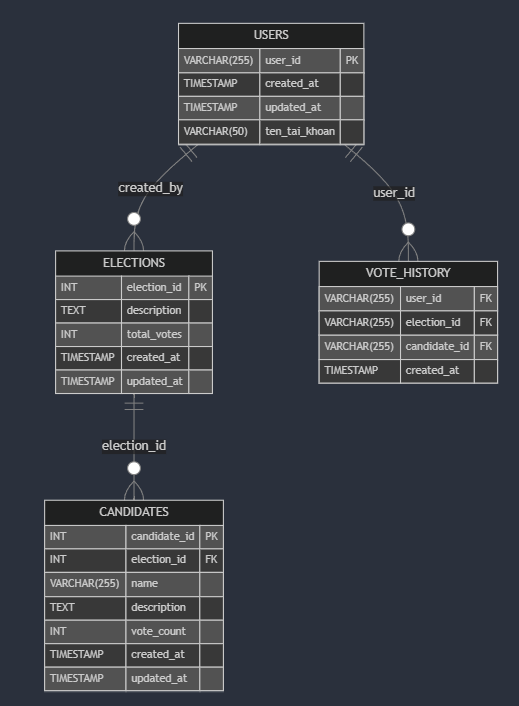 USERS
VARCHAR(255) user_id PK
TIMESTAMP created_at
TIMESTAMP updated_at
VARCHAR(50) ten_tai_khoan
created_by
user_id
ELECTIONS
INT election_id PK
TEXT description
INT total_votes
TIMESTAMP created_at
TIMESTAMP updated_at
VOTE_HISTORY
VARCHAR(255) user_id FK
VARCHAR(255) election_id FK
VARCHAR(255) candidate_id FK
TIMESTAMP created_at
election_id
CANDIDATES
INT candidate_id PK
INT election_id FK
VARCHAR(255) name
TEXT description
INT vote_count
TIMESTAMP created_at
TIMESTAMP updated_at